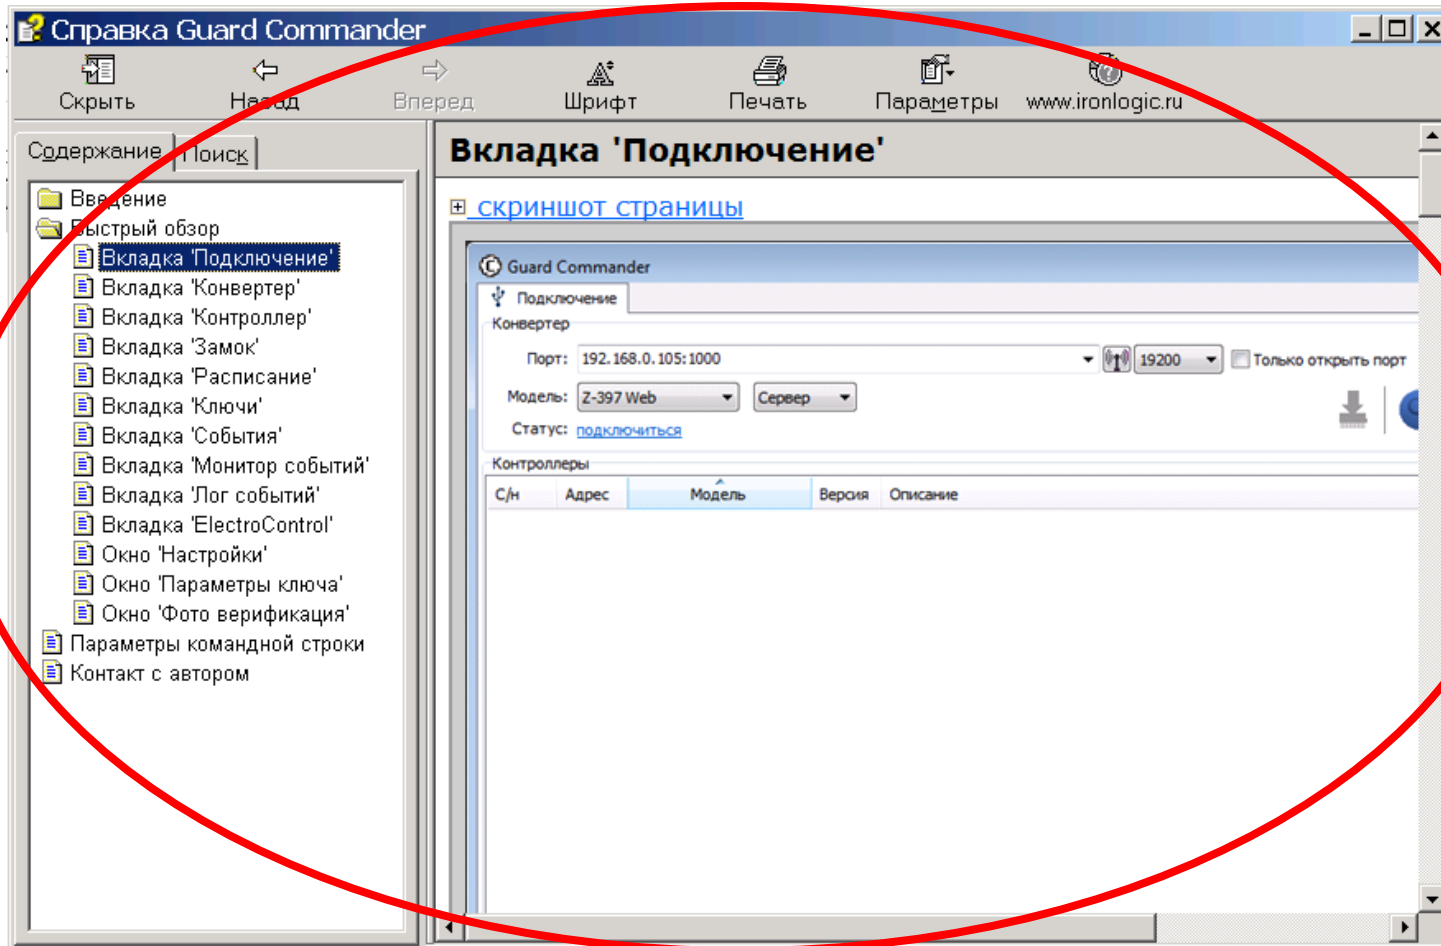 Справка Guard Commander
Скрыть Назад Вперед Шрифт Печать Параметры www.ironlogic.ru
Содержание Поиск
Введение
Быстрый обзор
Вкладка 'Подключение'
Вкладка 'Конвертер'
Вкладка 'Контроллер'
Вкладка 'Замок'
Вкладка 'Расписание'
Вкладка 'Ключи'
Вкладка 'События'
Вкладка 'Монитор событий'
Вкладка 'Лог событий'
Вкладка 'ElectroControl'
Окно 'Настройки'
Окно 'Параметры ключа'
Окно 'Фото верификация'
Параметры командной строки
Контакт с автором
Вкладка 'Подключение'
скриншот страницы
Guard Commander
Подключение
Конвертер
Порт: 192.168.0.105:1000 19200 Только открыть порт
Модель: Z-397 Web Сервер
Статус: подключиться
Контроллеры
С/н Адрес Модель Версия Описание